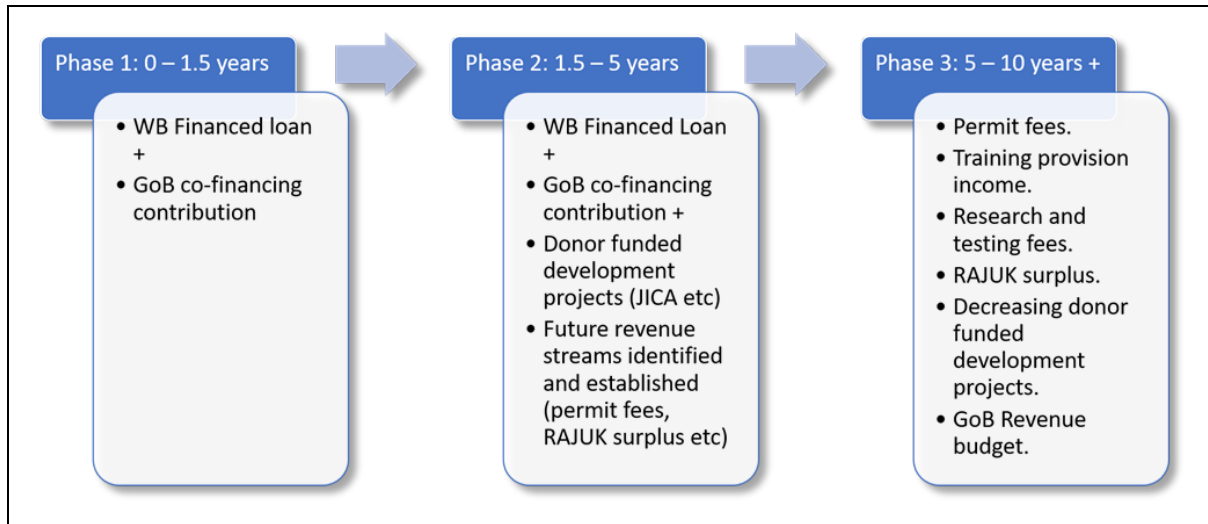 Phase 1: 0 – 1.5 years
• WB Financed loan
+
• GoB co-financing
contribution
Phase 2: 1.5 – 5 years
• WB Financed Loan
+
• GoB co-financing
contribution +
• Donor funded
development
projects (JICA etc)
• Future revenue
streams identified
and established
(permit fees,
RAJUK surplus etc)
Phase 3: 5 – 10 years +
• Permit fees.
• Training provision
income.
• Research and
testing fees.
• RAJUK surplus.
• Decreasing donor
funded
development
projects.
• GoB Revenue
budget.